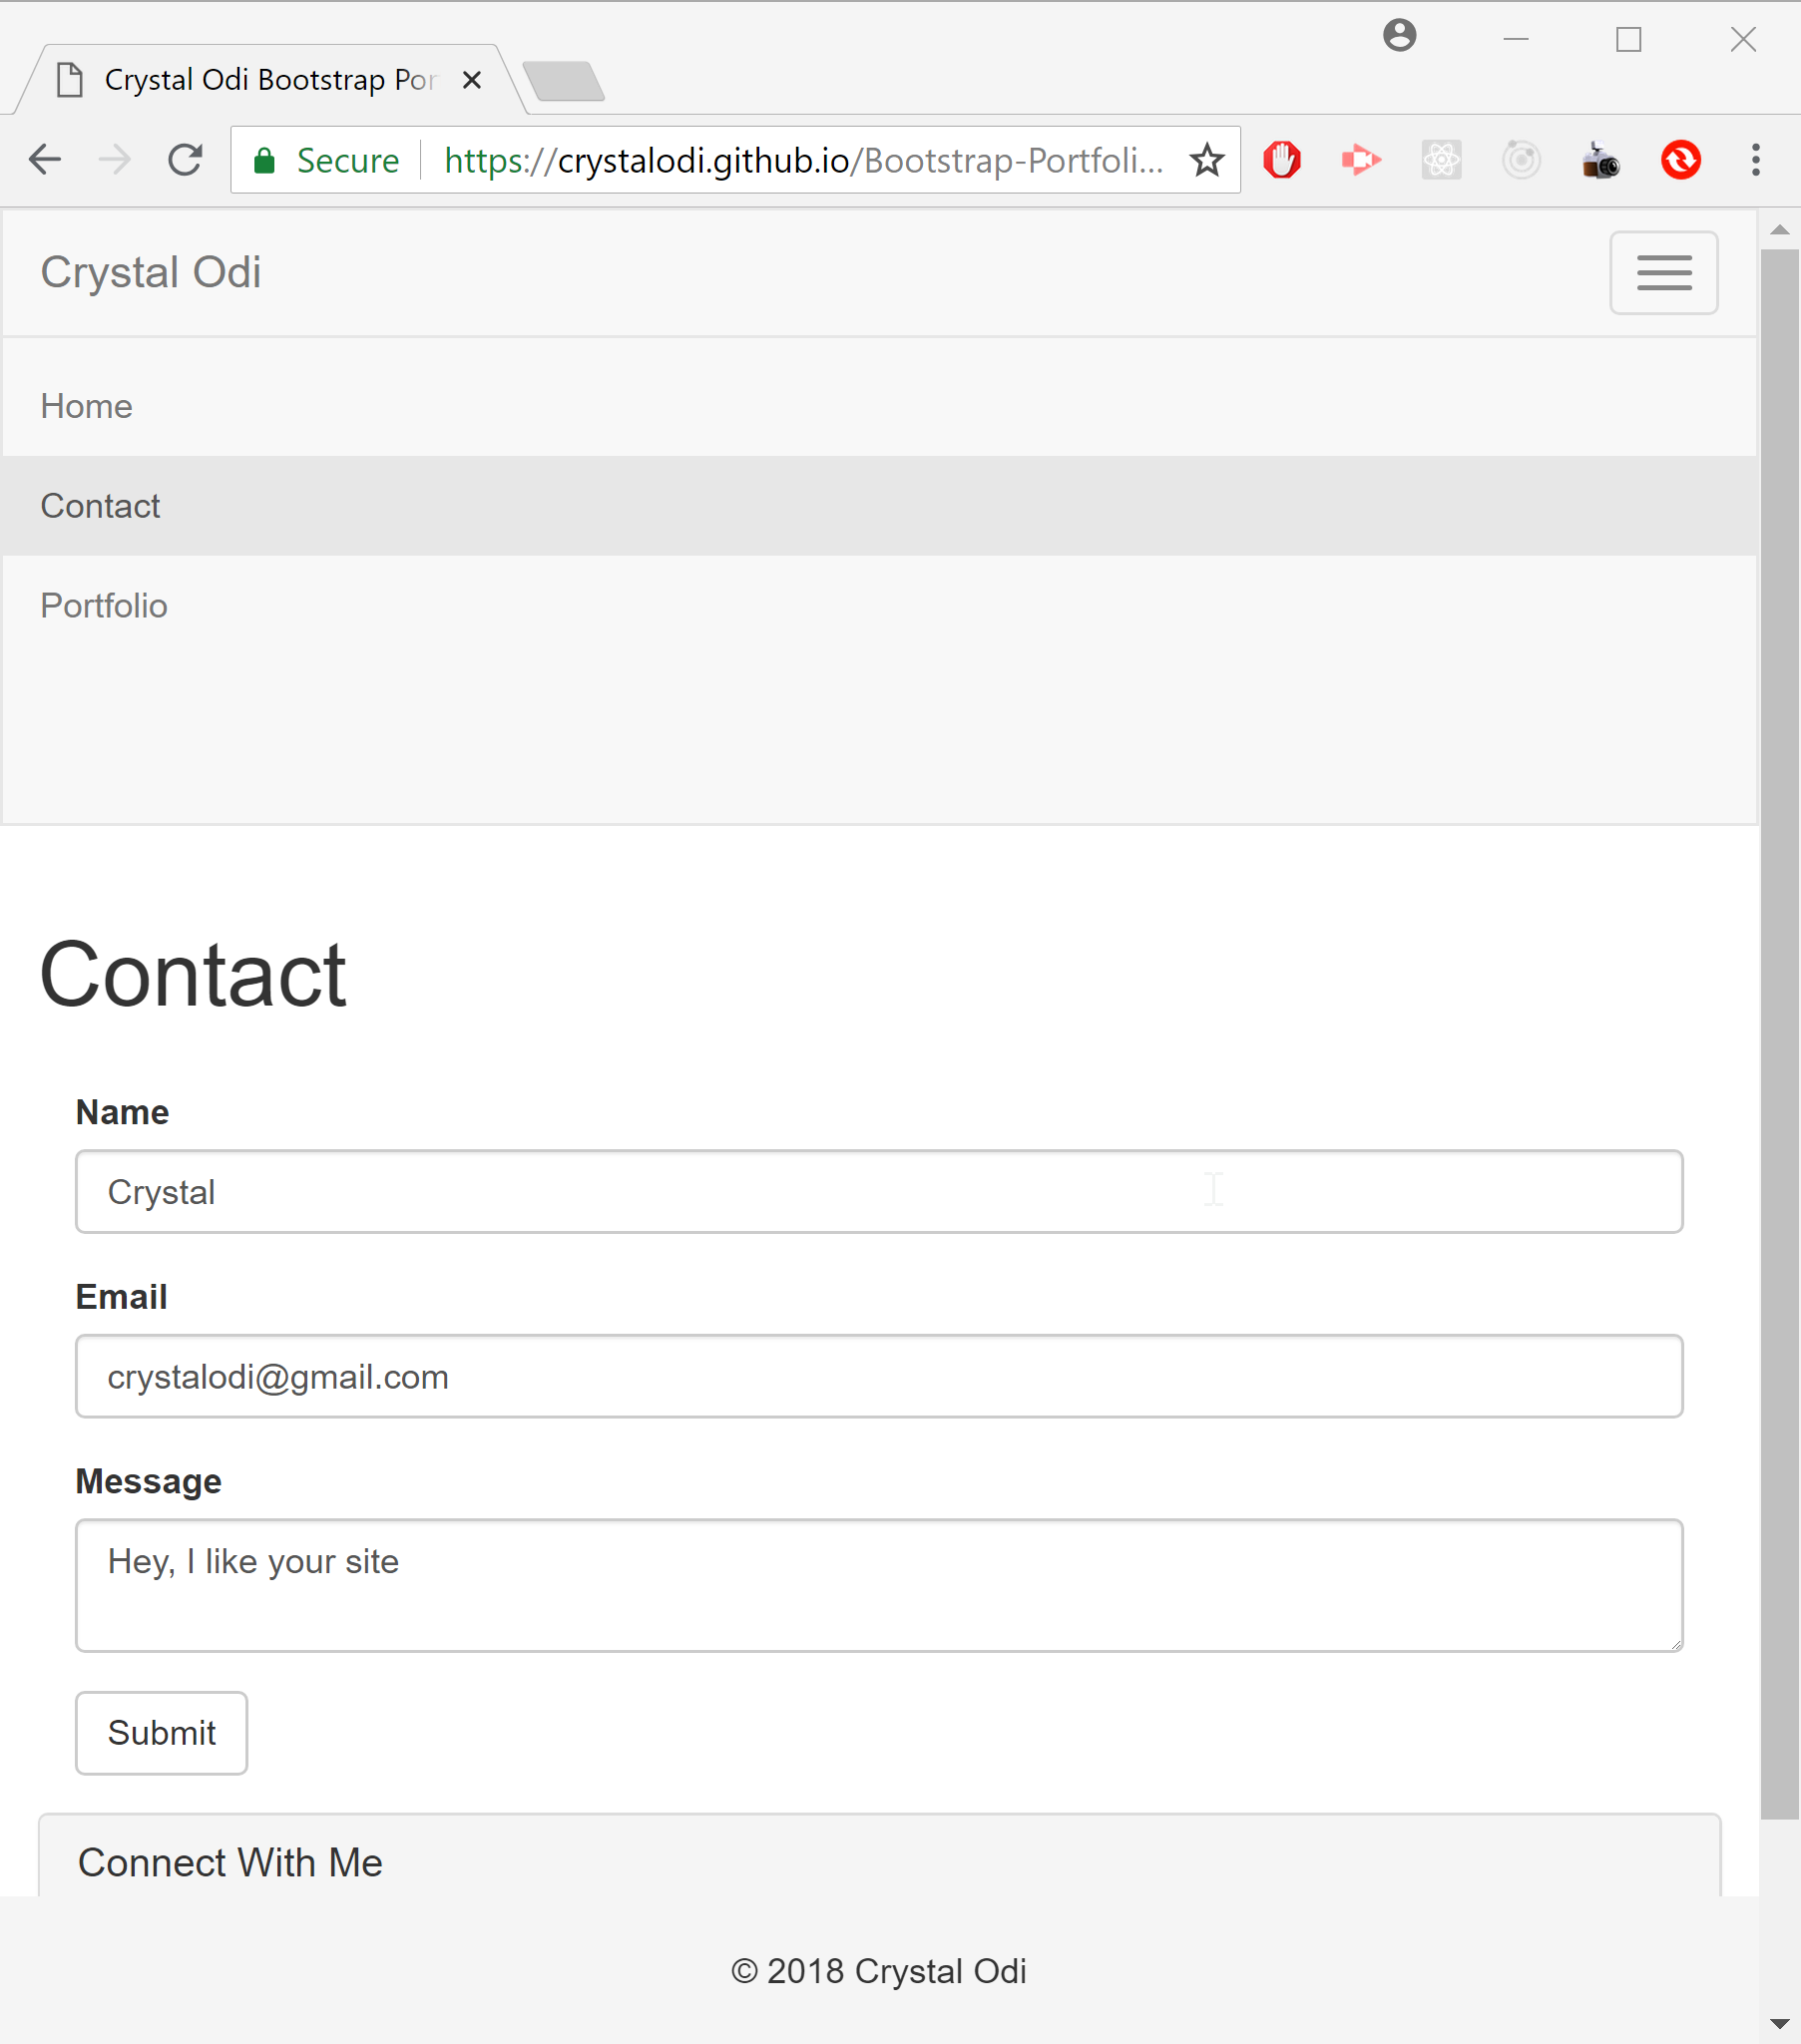 Crystal Odi Bootstrap Por
Secure https://crystalodi.github.io/Bootstrap-Portfoli...
Crystal Odi
Home
Contact
Portfolio
Contact
Name
Crystal
Email
crystalodi@gmail.com
Message
Hey, I like your site
Submit
Connect With Me
© 2018 Crystal Odi